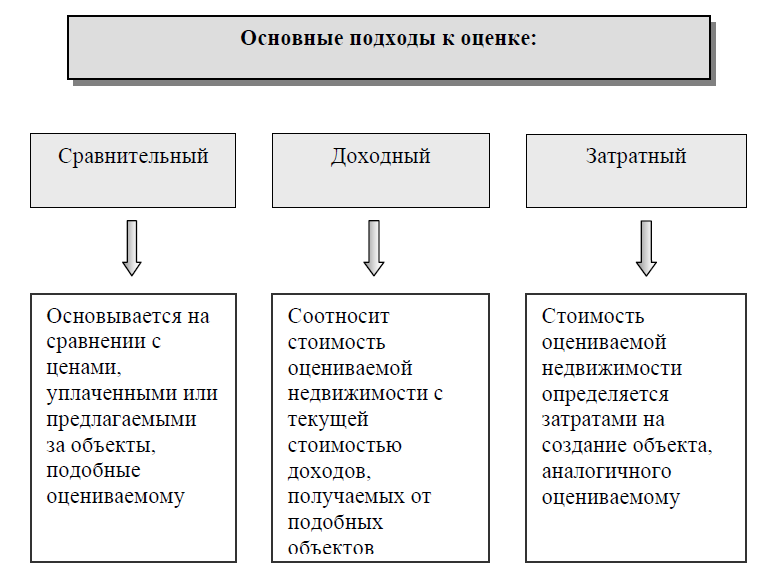 Основные подходы к оценке:
Сравнительный
Доходный
Затратный
Основывается на
сравнении с
ценами,
уплаченными или
предлагаемыми
за объекты,
подобные
оцениваемому
Соотносит
стоимость
оцениваемой
недвижимости с
текущей
стоимостью
доходов,
получаемых от
подобных
объектов
Стоимость
оцениваемой
недвижимости
определяется
затратами на
создание объекта,
аналогичного
оцениваемому